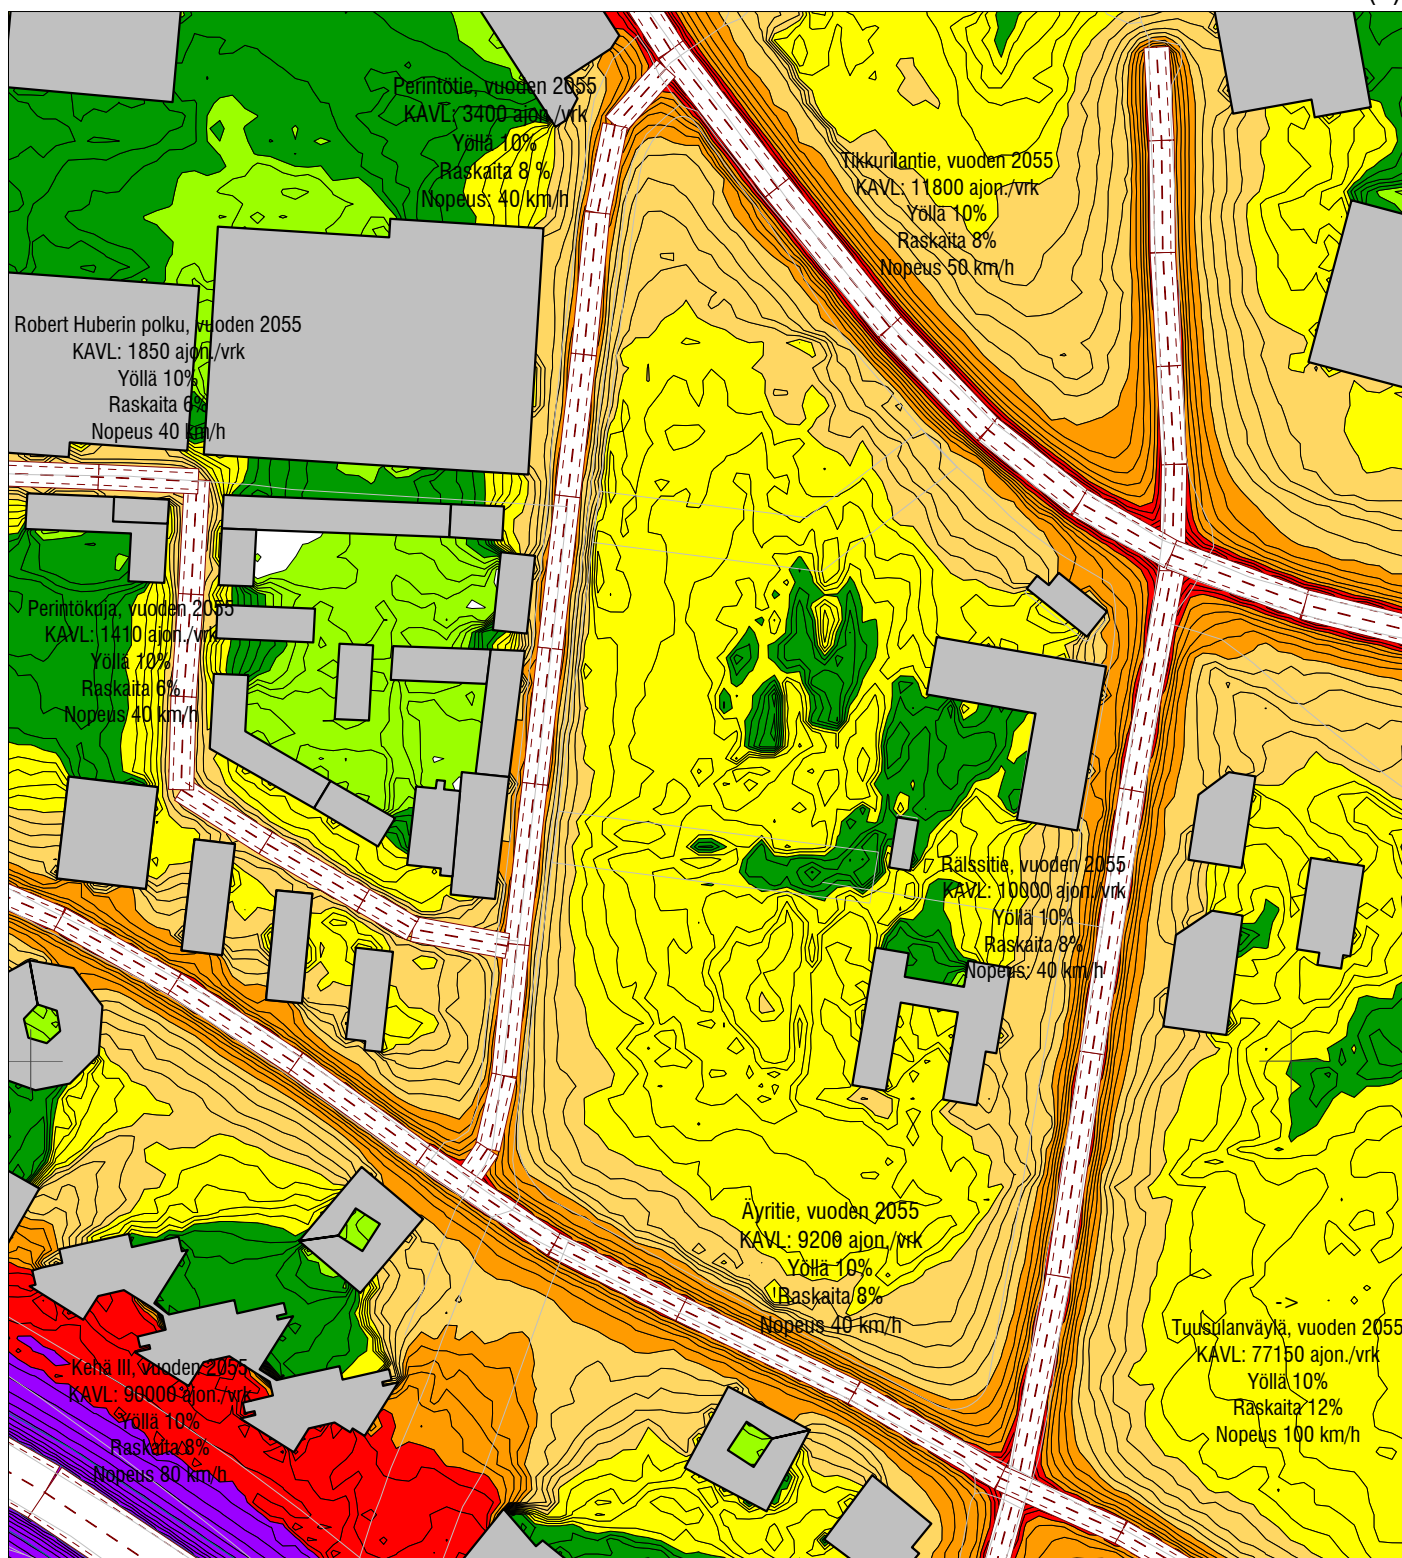 Perintötie, vuoden 2055
KAVL: 3400 ajon./vrk
Yöllä 10%
Raskaita 8 %
Nopeus: 40 km/h
Tikkurilantie, vuoden 2055
KAVL: 11800 ajon./vrk
Yöllä 10%
Raskaita 8%
Nopeus 50 km/h
Robert Huberin polku, vuoden 2055
KAVL: 1850 ajon./vrk
Yöllä 10%
Raskaita 6%
Nopeus 40 km/h
Perintökuja, vuoden 2055
KAVL: 1410 ajon./vrk
Yöllä 10%
Raskaita 6%
Nopeus 40 km/h
Rälssitie, vuoden 2055
KAVL: 10000 ajon./vrk
Yöllä 10%
Raskaita 8%
Nopeus: 40 km/h
Äyritie, vuoden 2055
KAVL: 9200 ajon./vrk
Yöllä 10%
Raskaita 8%
Nopeus 40 km/h
->
Tuusulanväylä, vuoden 2055
KAVL: 77150 ajon./vrk
Yöllä 10%
Raskaita 12%
Nopeus 100 km/h
Kehä III, vuoden 2055
KAVL: 90000 ajon./vrk
Yöllä 10%
Raskaita 8%
Nopeus 80 km/h